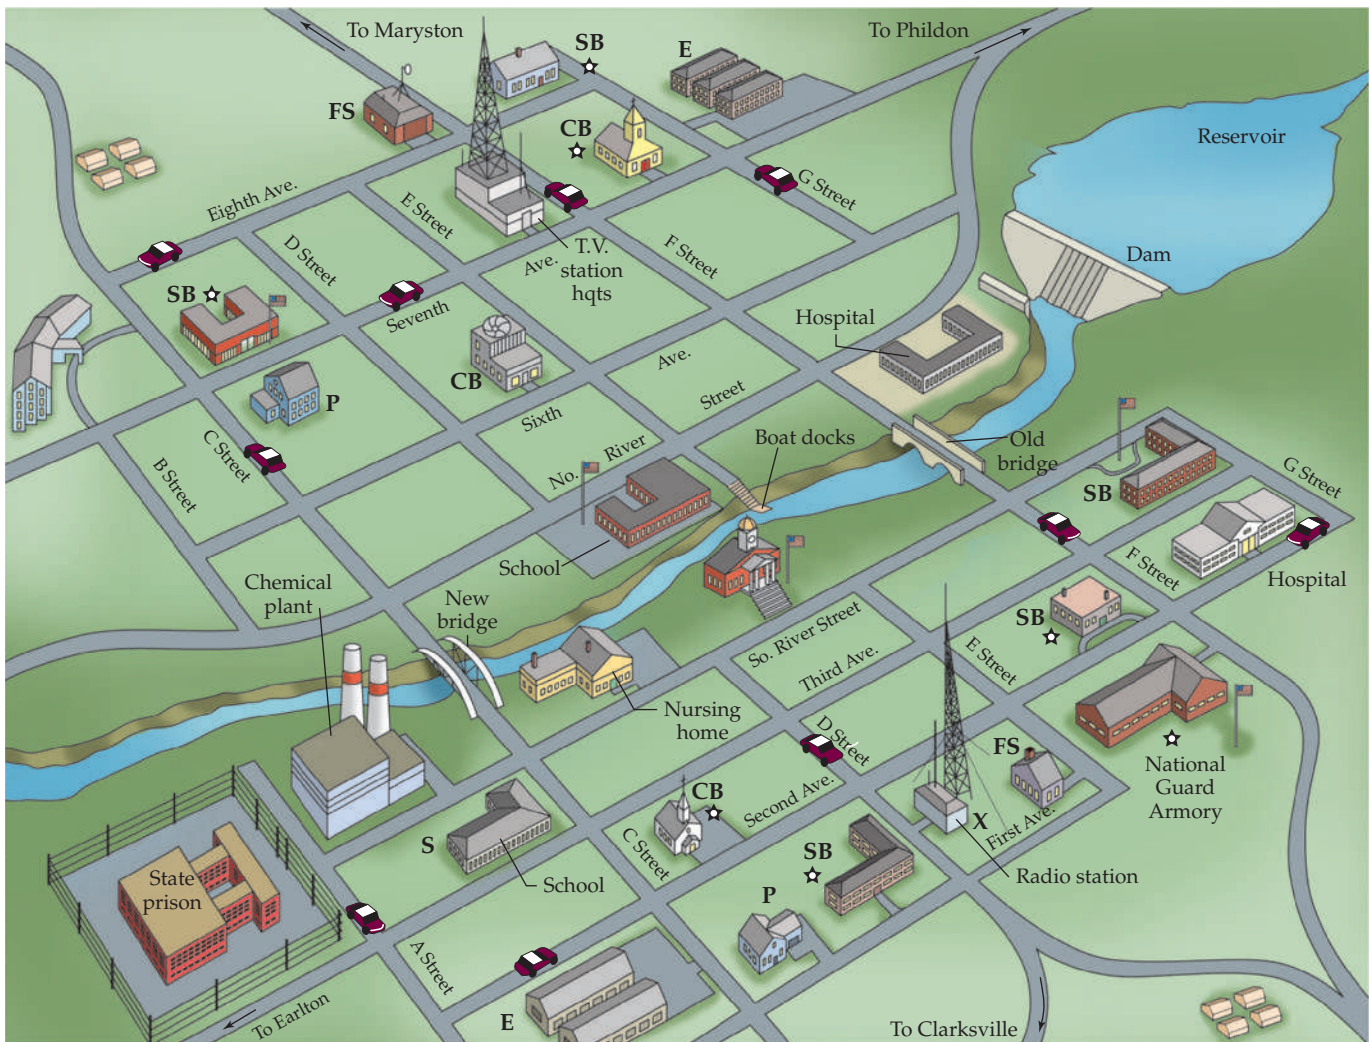 To Maryston
SB
E
To Phildon
FS
CB
Reservoir
G Street
Eighth Ave.
E Street
D Street
F Street
Ave.
T.V.
station
hqts
Dam
SB
Seventh
Hospital
CB
Ave.
Street
P
Sixth
River
No.
Boat docks
Old
bridge
C Street
B Street
SB
G Street
School
Chemical
plant
New
bridge
F Street
Hospital
SB
So. River Street
Third Ave.
E Street
Nursing
home
D Street
FS
National
Guard
Armory
CB
Second Ave.
X
First Ave.
S
C Street
School
SB
Radio station
State
prison
P
A Street
E
To Earlton
To Clarksville